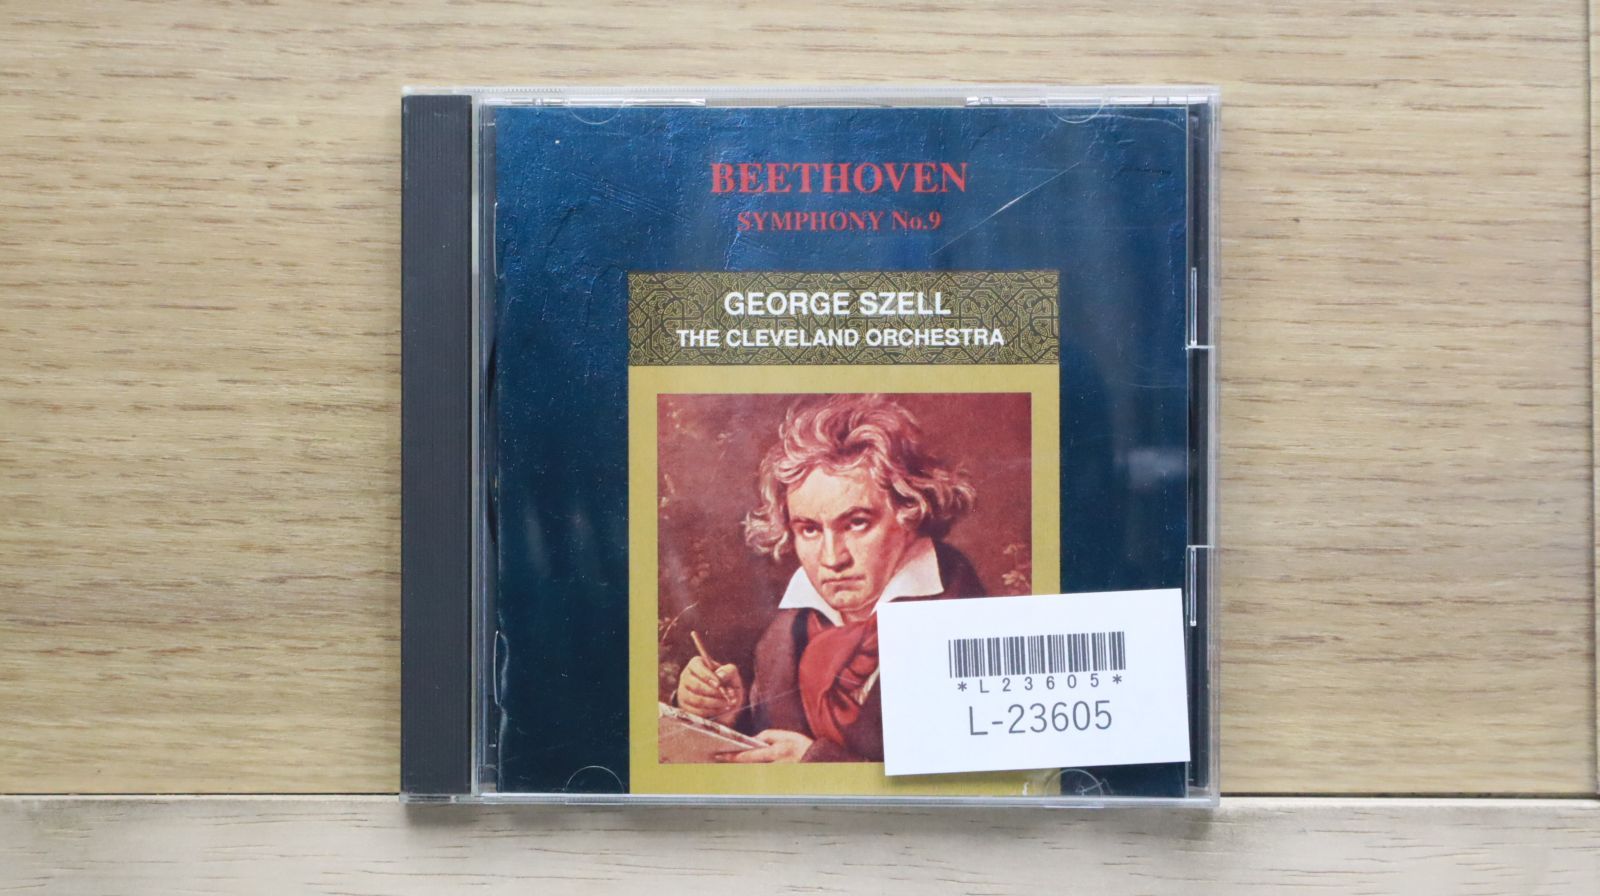 BEETHOVEN
SYMPHONY No.9
GEORGE SZELL
THE CLEVELAND ORCHESTRA
*L23605*
L-23605